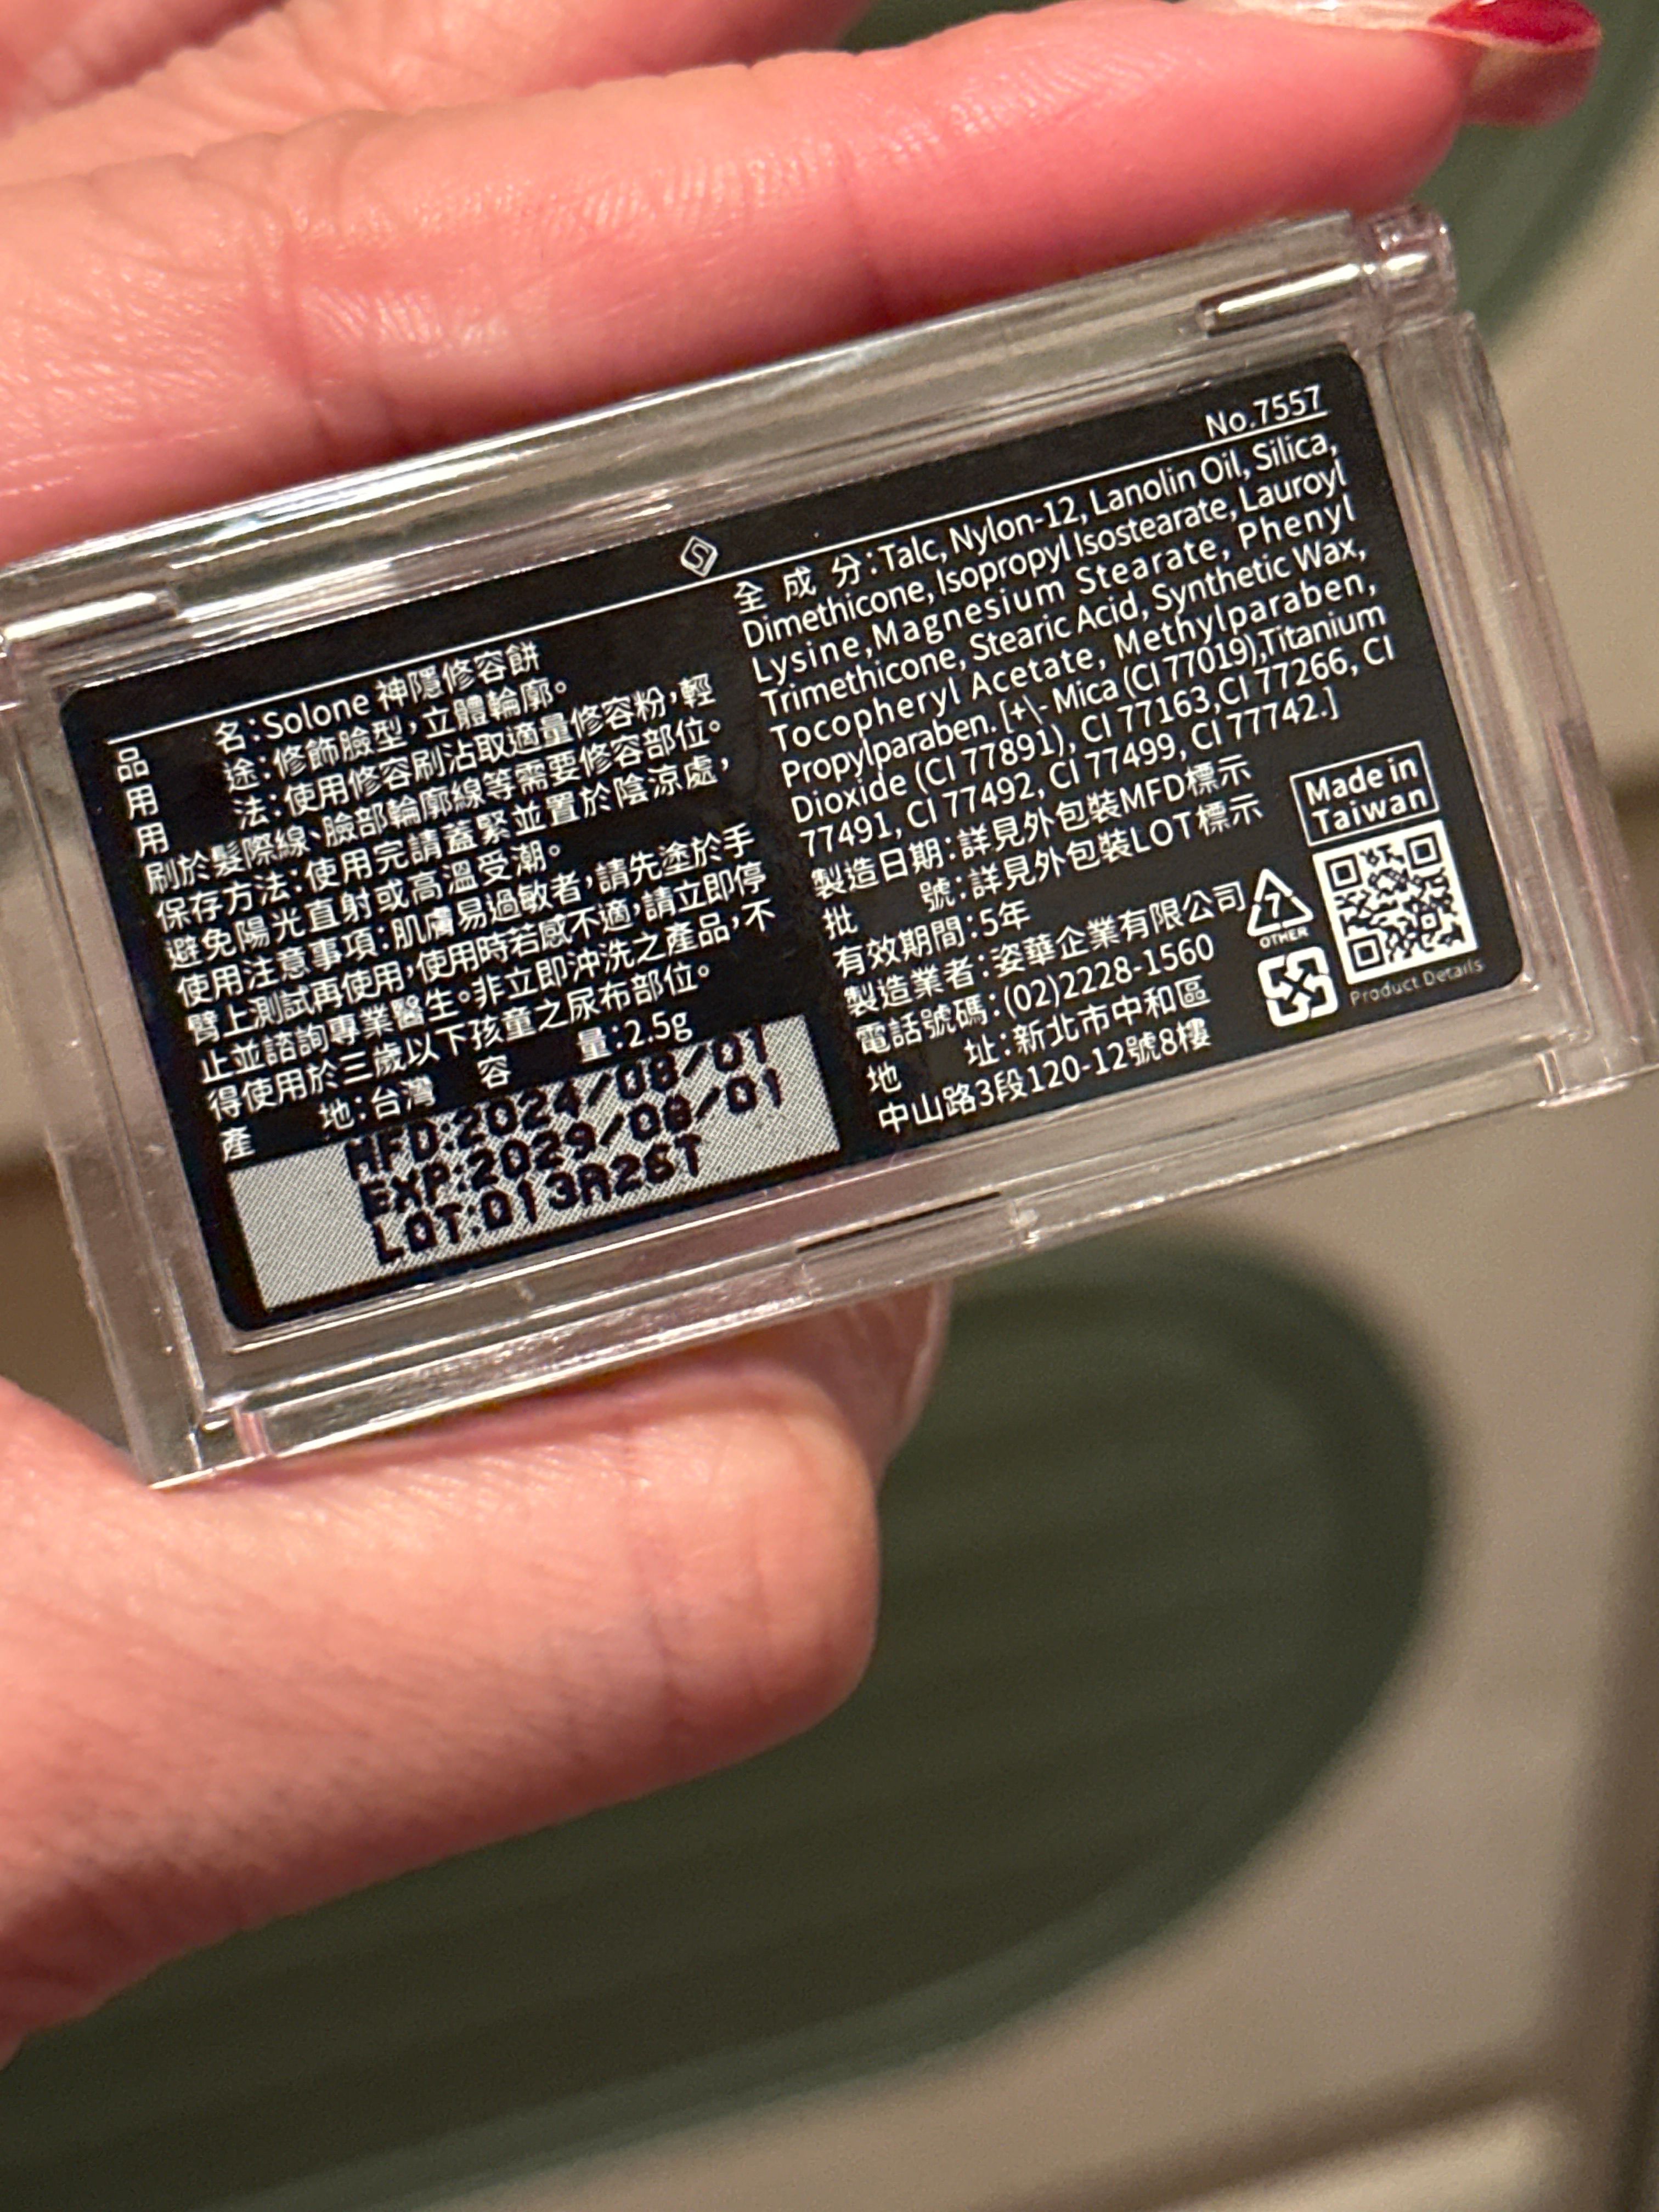 No.7557
品名:Solone 神隱修容餅
用途:修飾臉型,立體輪廓。
用法:使用修容刷沾取適量修容粉,輕
刷於髮際線、臉部輪廓線等需要修容部位。
保存方法:使用完請蓋緊並置於陰涼處,
避免陽光直射或高溫受潮。
使用注意事項:肌膚易過敏者,請先塗於手
臂上測試再使用,使用時若感不適,請立即停
止並諮詢專業醫生。非立即沖洗之產品,不
得使用於三歲以下孩童之尿布部位。
產地:台灣 容量:2.5g
MFD:2024/08/01
EXP:2029/08/01
LOT:013A26T
全成分:Talc, Nylon-12, Lanolin Oil, Silica,
Dimethicone, Isopropyl Isostearate, Lauroyl
Lysine,Magnesium Stearate, Phenyl
Trimethicone, Stearic Acid, Synthetic Wax,
Tocopheryl Acetate, Methylparaben,
Propylparaben. [+\- Mica (CI 77019),Titanium
Dioxide (CI 77891), CI 77163,CI 77266, CI
77491, CI 77492, CI 77499, CI 77742.]
製造日期:詳見外包裝MFD標示
批號:詳見外包裝LOT標示
有效期間:5年
製造業者:姿華企業有限公司
電話號碼:(02)2228-1560
地址:新北市中和區
中山路3段120-12號8樓
Made in
Taiwan
7
OTHER
Product Details